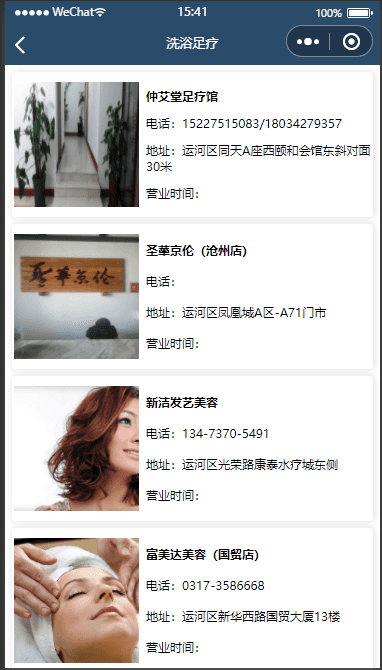 WeChat 15:41 100%
洗浴足疗
仲艾堂足疗馆
电话：15227515083/18034279357
地址：运河区同天A座西颐和会馆东斜对面
30米
营业时间：
聖華京伦
圣華京伦（沧州店）
电话：
地址：运河区凤凰城A区-A71门市
营业时间：
新洁发艺美容
电话：134-7370-5491
地址：运河区光荣路康泰水疗城东侧
营业时间：
富美达美容（国贸店）
电话：0317-3586668
地址：运河区新华西路国贸大厦13楼
营业时间：